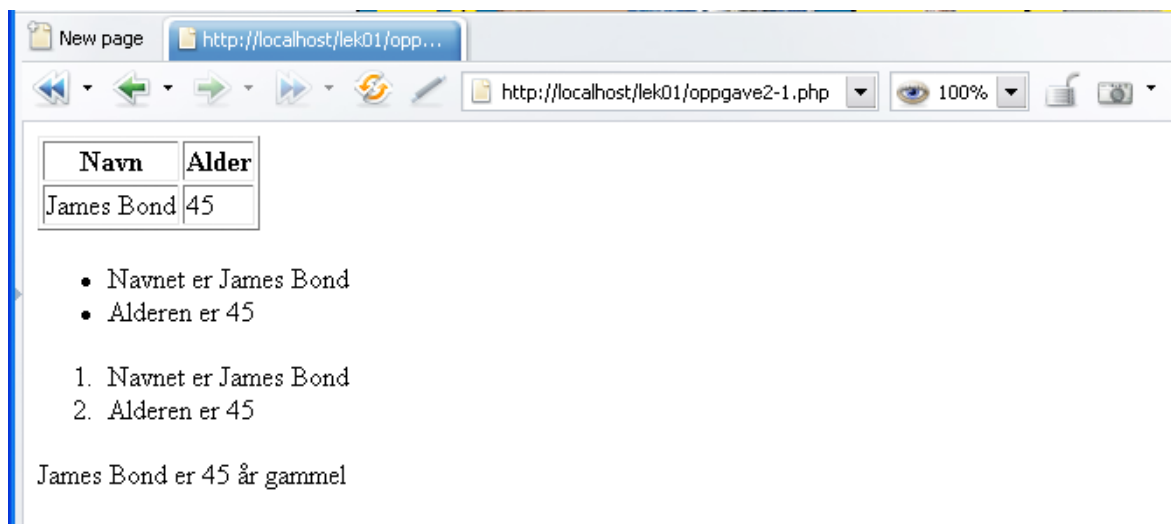 New page http://localhost/lek01/opp...
http://localhost/lek01/oppgave2-1.php 100%
Navn Alder
James Bond 45
• Navnet er James Bond
• Alderen er 45
1. Navnet er James Bond
2. Alderen er 45
James Bond er 45 år gammel